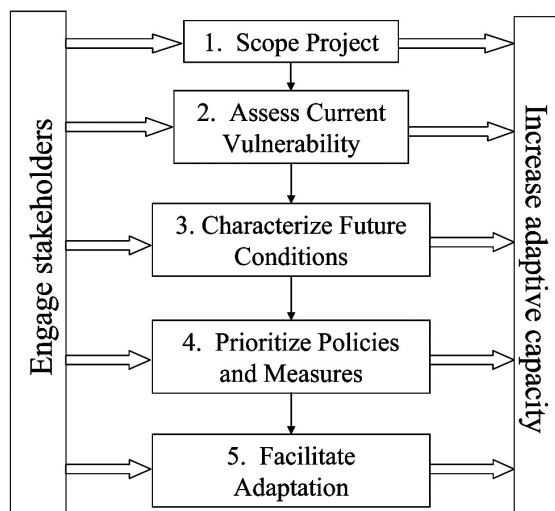 Engage stakeholders
1. Scope Project
2. Assess Current
Vulnerability
3. Characterize Future
Conditions
4. Prioritize Policies
and Measures
5. Facilitate
Adaptation
Increase adaptive capacity